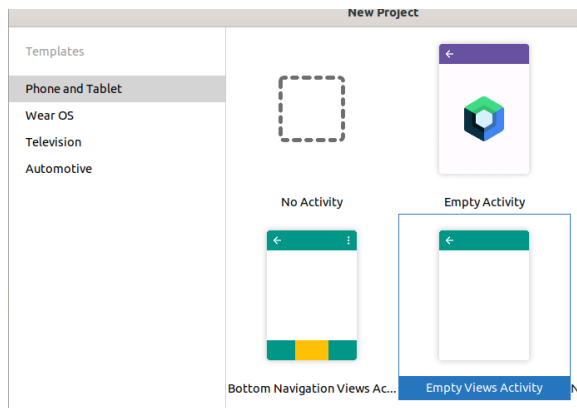 New Project
Templates
Phone and Tablet
Wear OS
Television
Automotive
No Activity
Empty Activity
Bottom Navigation Views Ac...
Empty Views Activity
N